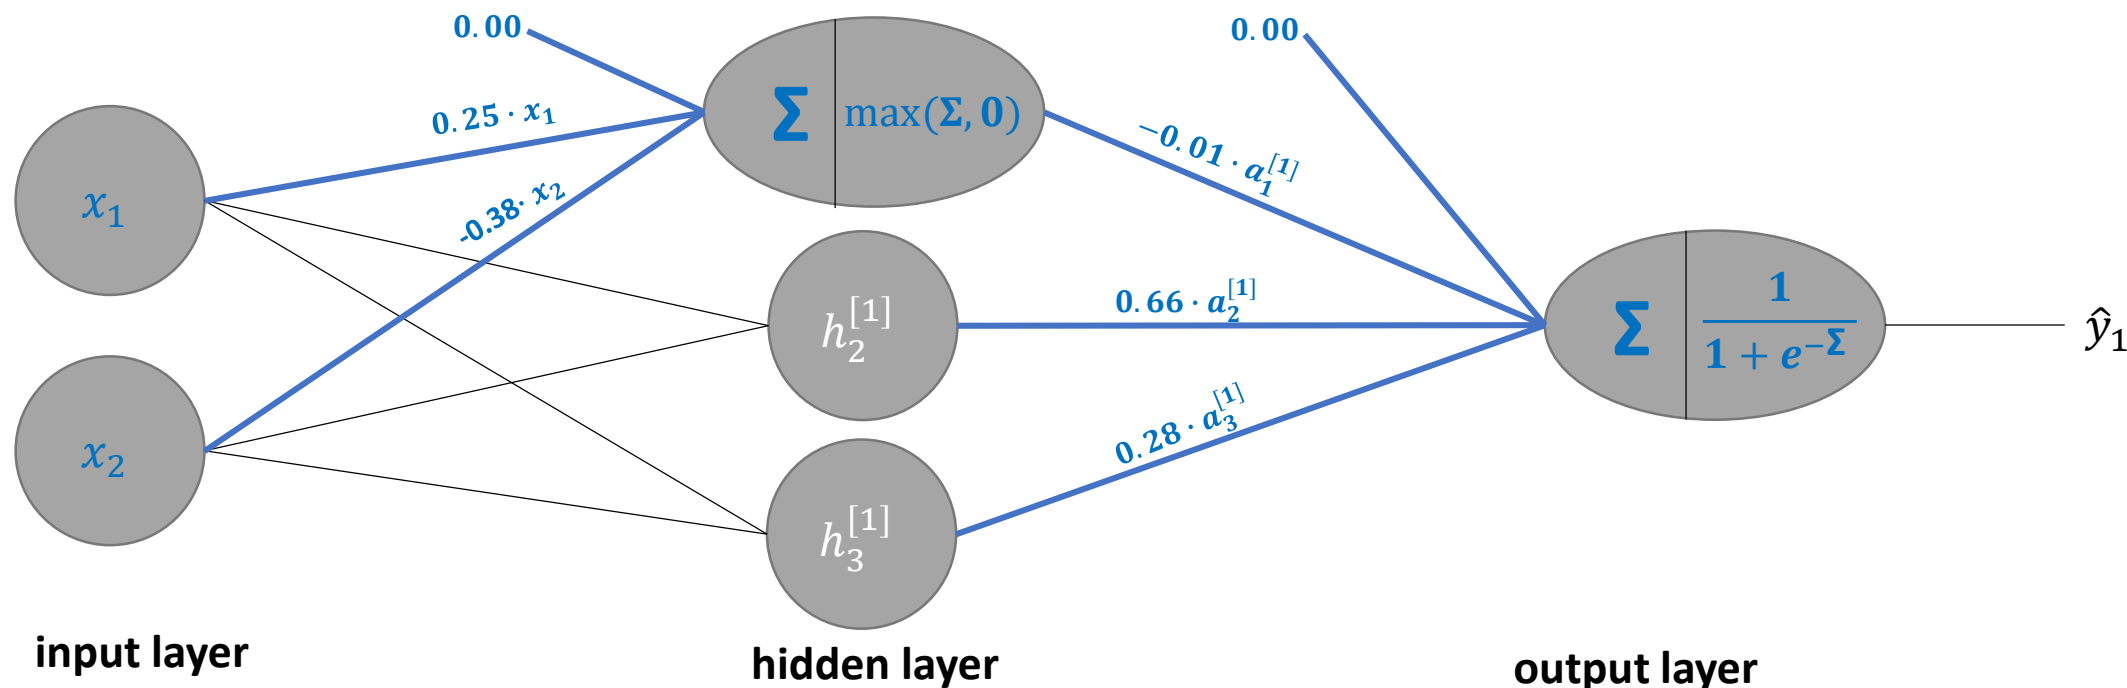 0.00
0.00
0.25 · x₁
Σ
max(Σ, 0)
−0.01 · a₁^[1]
x₁
-0.38· x₂
h₂^[1]
0.66 · a₂^[1]
Σ
1
1 + e^−Σ
ŷ₁
x₂
0.28 · a₃^[1]
h₃^[1]
input layer
hidden layer
output layer